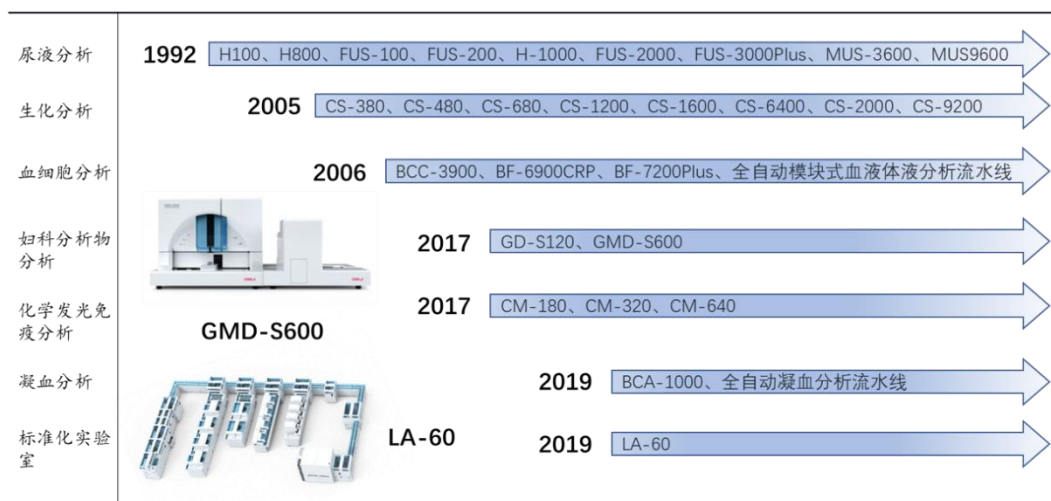 尿液分析
1992
H100、H800、FUS-100、FUS-200、H-1000、FUS-2000、FUS-3000Plus、MUS-3600、MUS9600
生化分析
2005
CS-380、CS-480、CS-680、CS-1200、CS-1600、CS-6400、CS-2000、CS-9200
血细胞分析
2006
BCC-3900、BF-6900CRP、BF-7200Plus、全自动模块式血液体液分析流水线
妇科分析物
分析
2017
GD-S120、GMD-S600
化学发光免
疫分析
2017
CM-180、CM-320、CM-640
GMD-S600
凝血分析
2019
BCA-1000、全自动凝血分析流水线
标准化实验
室
LA-60
2019
LA-60